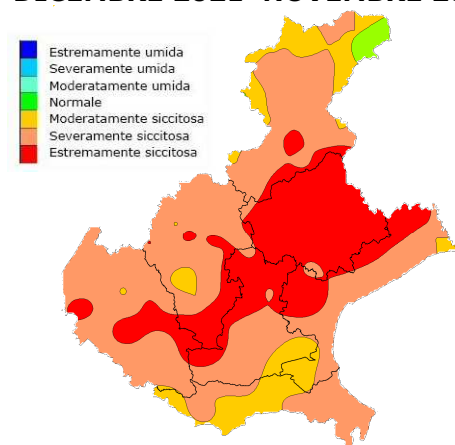 Estremamente umida
Severamente umida
Moderatamente umida
Normale
Moderatamente siccitosa
Severamente siccitosa
Estremamente siccitosa